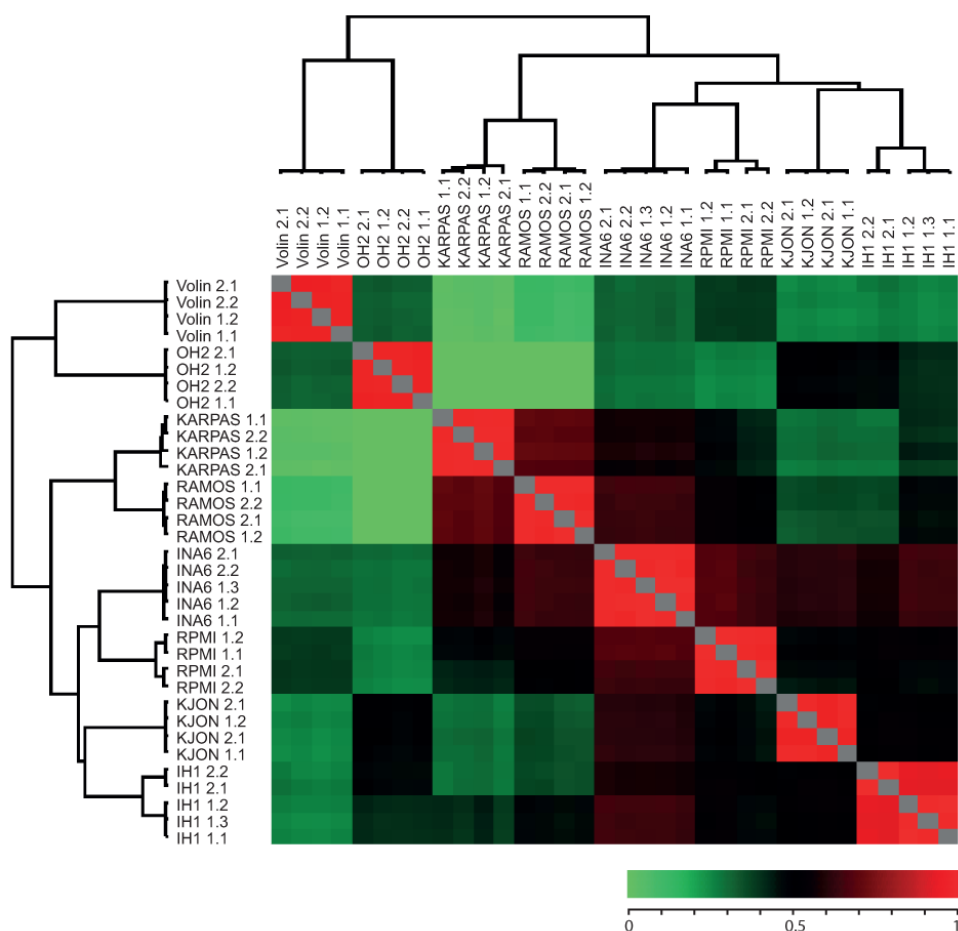 Volin 2.1
Volin 2.2
Volin 1.2
Volin 1.1
OH2 2.1
OH2 1.2
OH2 2.2
OH2 1.1
KARPAS 1.1
KARPAS 2.2
KARPAS 1.2
KARPAS 2.1
RAMOS 1.1
RAMOS 2.2
RAMOS 2.1
RAMOS 1.2
INA6 2.1
INA6 2.2
INA6 1.3
INA6 1.2
INA6 1.1
RPMI 1.2
RPMI 1.1
RPMI 2.1
RPMI 2.2
KJON 2.1
KJON 1.2
KJON 2.1
KJON 1.1
IH1 2.2
IH1 2.1
IH1 1.2
IH1 1.3
IH1 1.1
Volin 2.1
Volin 2.2
Volin 1.2
Volin 1.1
OH2 2.1
OH2 1.2
OH2 2.2
OH2 1.1
KARPAS 1.1
KARPAS 2.2
KARPAS 1.2
KARPAS 2.1
RAMOS 1.1
RAMOS 2.2
RAMOS 2.1
RAMOS 1.2
INA6 2.1
INA6 2.2
INA6 1.3
INA6 1.2
INA6 1.1
RPMI 1.2
RPMI 1.1
RPMI 2.1
RPMI 2.2
KJON 2.1
KJON 1.2
KJON 2.1
KJON 1.1
IH1 2.2
IH1 2.1
IH1 1.2
IH1 1.3
IH1 1.1
0 0.5 1